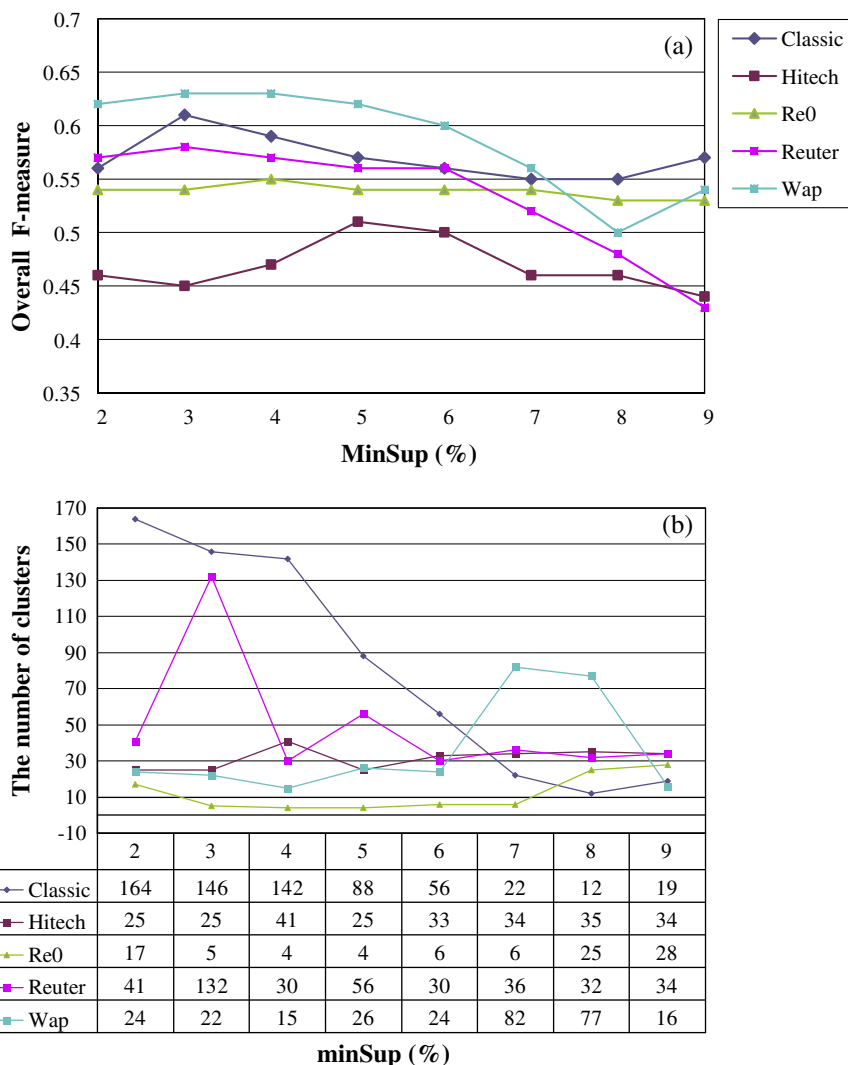 0.7
0.65
0.6
0.55
0.5
0.45
0.4
0.35
Overall F-measure
(a)
2 3 4 5 6 7 8 9
MinSup (%)
Classic
Hitech
Re0
Reuter
Wap
170
150
130
110
90
70
50
30
10
-10
The number of clusters
(b)
2 3 4 5 6 7 8 9
Classic 164 146 142 88 56 22 12 19
Hitech 25 25 41 25 33 34 35 34
Re0 17 5 4 4 6 6 25 28
Reuter 41 132 30 56 30 36 32 34
Wap 24 22 15 26 24 82 77 16
minSup (%)